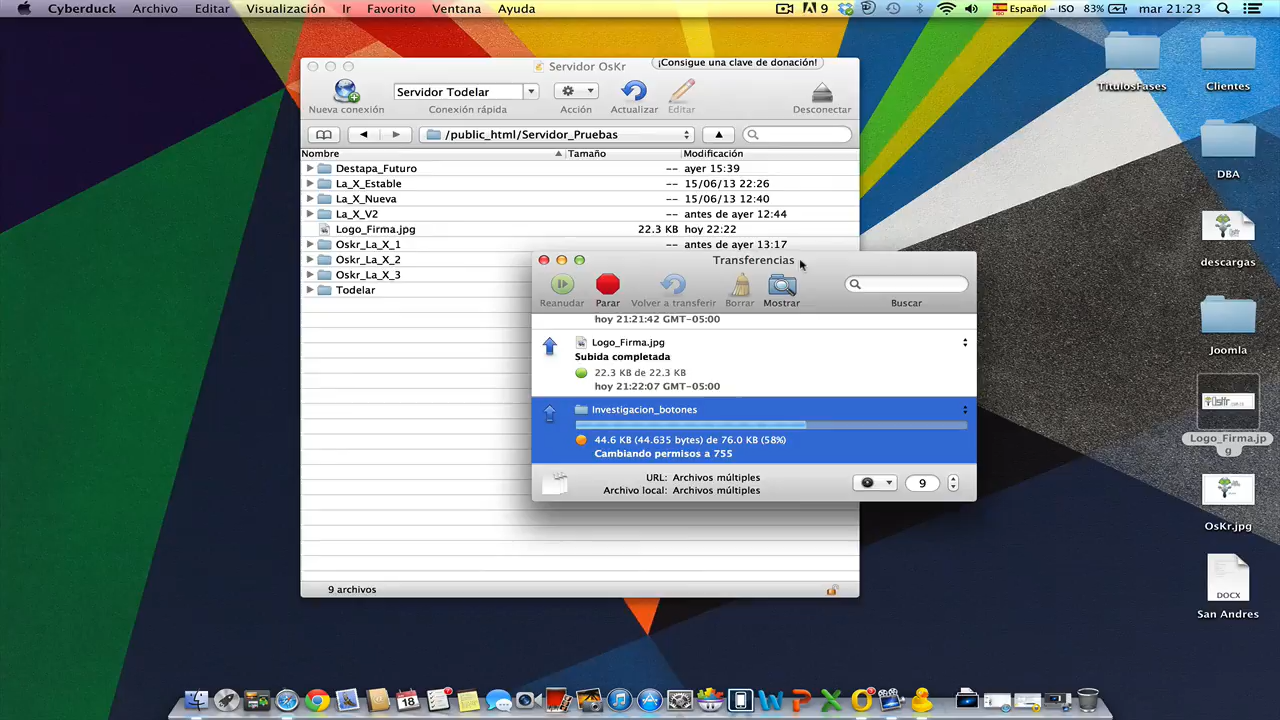 Cyberduck Archivo Editar Visualización Ir Favorito Ventana Ayuda 9 Español - ISO 83% mar 21:23
Servidor OsKr ¡Consigue una clave de donación!
Servidor Todelar
Nueva conexión Conexión rápida Acción Actualizar Editar Desconectar
/public_html/Servidor_Pruebas
Nombre Tamaño Modificación
Destapa_Futuro -- ayer 15:39
La_X_Estable -- 15/06/13 22:26
La_X_Nueva -- 15/06/13 12:40
La_X_V2 -- antes de ayer 12:44
Logo_Firma.jpg 22.3 KB hoy 22:22
Oskr_La_X_1 -- antes de ayer 13:17
Oskr_La_X_2
Oskr_La_X_3
Todelar
9 archivos
Transferencias
Reanudar Parar Volver a transferir Borrar Mostrar Buscar
hoy 21:21:42 GMT-05:00
Logo_Firma.jpg
Subida completada
22.3 KB de 22.3 KB
hoy 21:22:07 GMT-05:00
Investigacion_botones
44.6 KB (44.635 bytes) de 76.0 KB (58%)
Cambiando permisos a 755
URL: Archivos múltiples
Archivo local: Archivos múltiples
9
TitulosFases
Clientes
DBA
descargas
Joomla
Logo_Firma.jp
g
OsKr.jpg
DOCX
San Andres
18